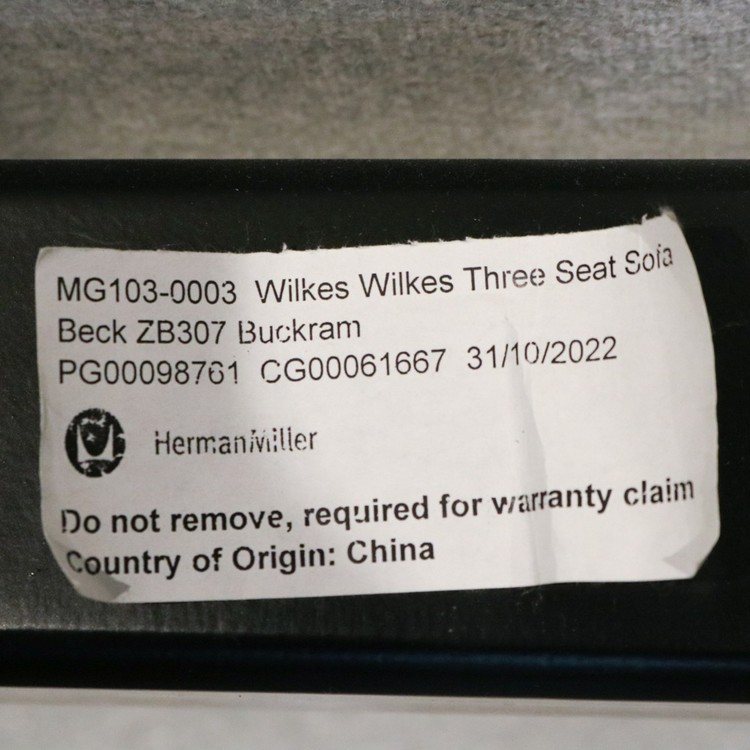 MG103-0003 Wilkes Wilkes Three Seat Sofa
Beck ZB307 Buckram
PG00098761 CG00061667 31/10/2022
HermanMiller
Do not remove, required for warranty claim
Country of Origin: China